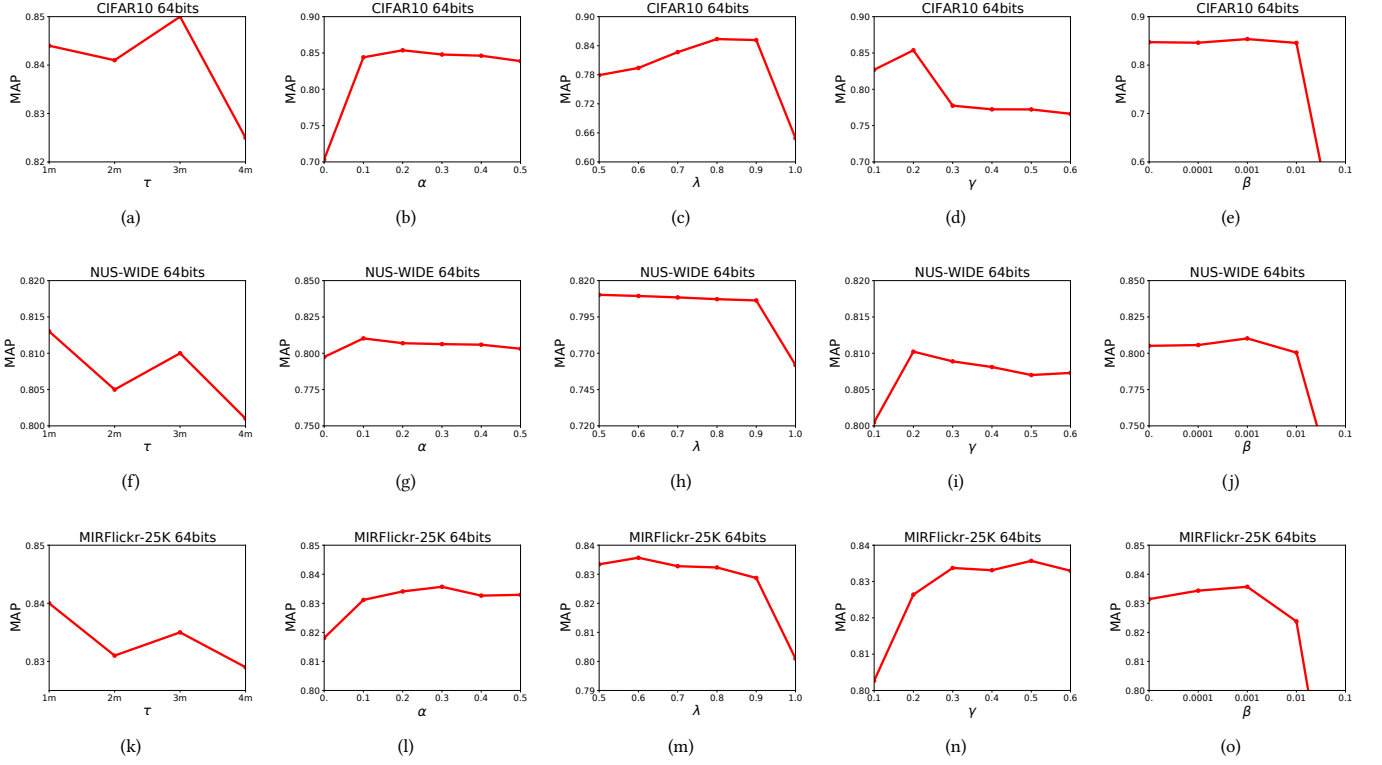 CIFAR10 64bits
0.85
0.84
0.83
0.82
MAP
1m 2m 3m 4m
τ
(a)
CIFAR10 64bits
0.90
0.85
0.80
0.75
0.70
MAP
0. 0.1 0.2 0.3 0.4 0.5
α
(b)
CIFAR10 64bits
0.90
0.84
0.78
0.72
0.66
0.60
MAP
0.5 0.6 0.7 0.8 0.9 1.0
λ
(c)
CIFAR10 64bits
0.90
0.85
0.80
0.75
0.70
MAP
0.1 0.2 0.3 0.4 0.5 0.6
γ
(d)
CIFAR10 64bits
0.9
0.8
0.7
0.6
MAP
0. 0.0001 0.001 0.01 0.1
β
(e)
NUS-WIDE 64bits
0.820
0.815
0.810
0.805
0.800
MAP
1m 2m 3m 4m
τ
(f)
NUS-WIDE 64bits
0.850
0.825
0.800
0.775
0.750
MAP
0. 0.1 0.2 0.3 0.4 0.5
α
(g)
NUS-WIDE 64bits
0.820
0.795
0.770
0.745
0.720
MAP
0.5 0.6 0.7 0.8 0.9 1.0
λ
(h)
NUS-WIDE 64bits
0.820
0.815
0.810
0.805
0.800
MAP
0.1 0.2 0.3 0.4 0.5 0.6
γ
(i)
NUS-WIDE 64bits
0.850
0.825
0.800
0.775
0.750
MAP
0. 0.0001 0.001 0.01 0.1
β
(j)
MIRFlickr-25K 64bits
0.85
0.84
0.83
MAP
1m 2m 3m 4m
τ
(k)
MIRFlickr-25K 64bits
0.85
0.84
0.83
0.82
0.81
0.80
MAP
0. 0.1 0.2 0.3 0.4 0.5
α
(l)
MIRFlickr-25K 64bits
0.84
0.83
0.82
0.81
0.80
0.79
MAP
0.5 0.6 0.7 0.8 0.9 1.0
λ
(m)
MIRFlickr-25K 64bits
0.84
0.83
0.82
0.81
0.80
MAP
0.1 0.2 0.3 0.4 0.5 0.6
γ
(n)
MIRFlickr-25K 64bits
0.85
0.84
0.83
0.82
0.81
0.80
MAP
0. 0.0001 0.001 0.01 0.1
β
(o)